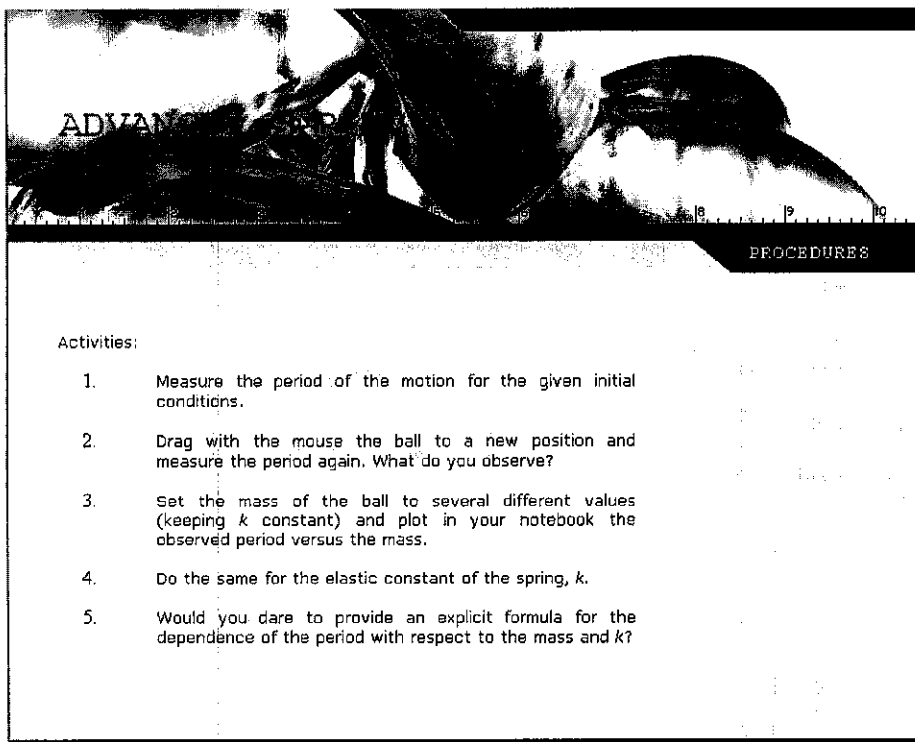 8 9 10
PROCEDURES
Activities:
1. Measure the period of the motion for the given initial
conditions.
2. Drag with the mouse the ball to a new position and
measure the period again. What do you observe?
3. Set the mass of the ball to several different values
(keeping k constant) and plot in your notebook the
observed period versus the mass.
4. Do the same for the elastic constant of the spring, k.
5. Would you dare to provide an explicit formula for the
dependence of the period with respect to the mass and k?